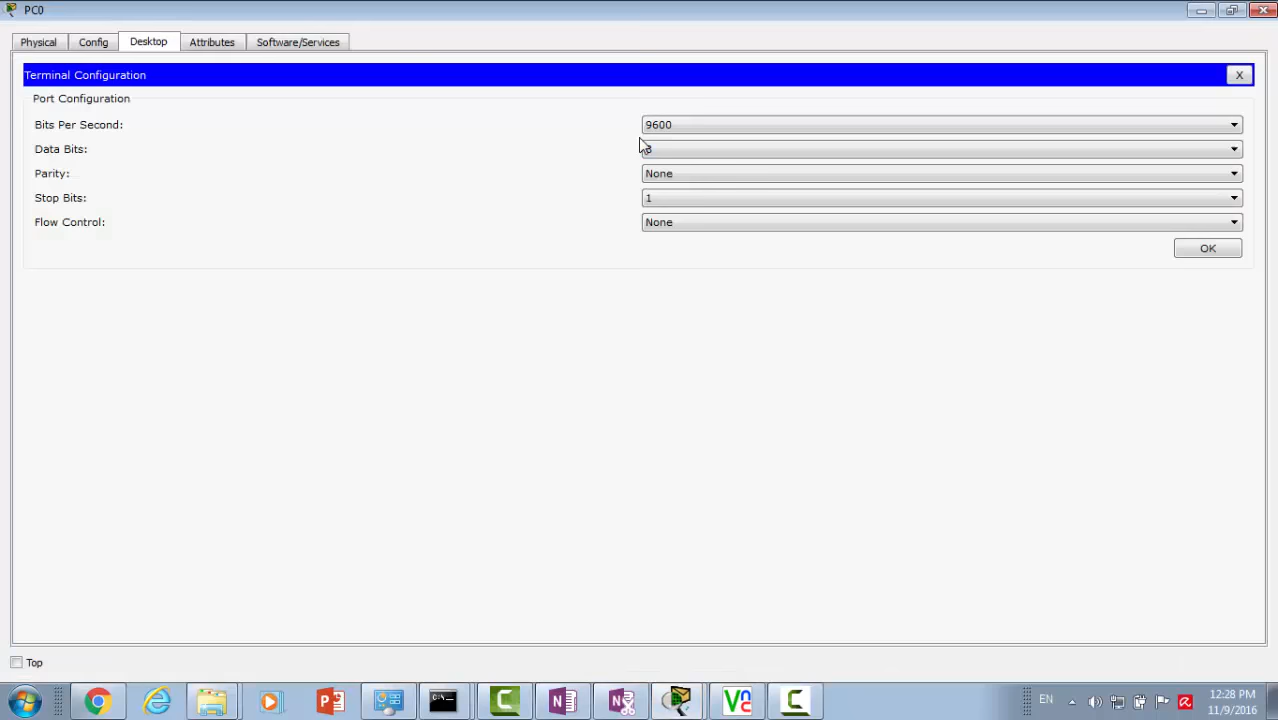 PC0
Physical Config Desktop Attributes Software/Services
Terminal Configuration X
Port Configuration
Bits Per Second: 9600
Data Bits: 8
Parity: None
Stop Bits: 1
Flow Control: None
OK
Top
EN 12:28 PM
11/9/2016